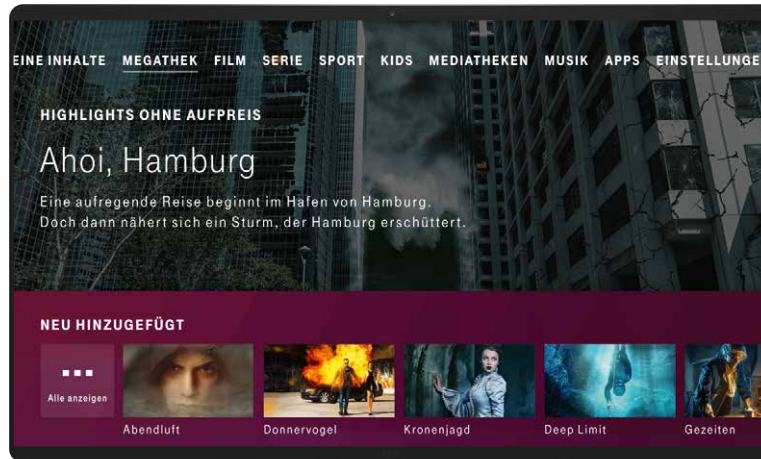 EINE INHALTE MEGATHEK FILM SERIE SPORT KIDS MEDIATHEKEN MUSIK APPS EINSTELLUNGE
HIGHLIGHTS OHNE AUFPREIS
Ahoi, Hamburg
Eine aufregende Reise beginnt im Hafen von Hamburg.
Doch dann nähert sich ein Sturm, der Hamburg erschüttert.
NEU HINZUGEFÜGT
Alle anzeigen
Abendluft Donnervogel Kronenjagd Deep Limit Gezeiten